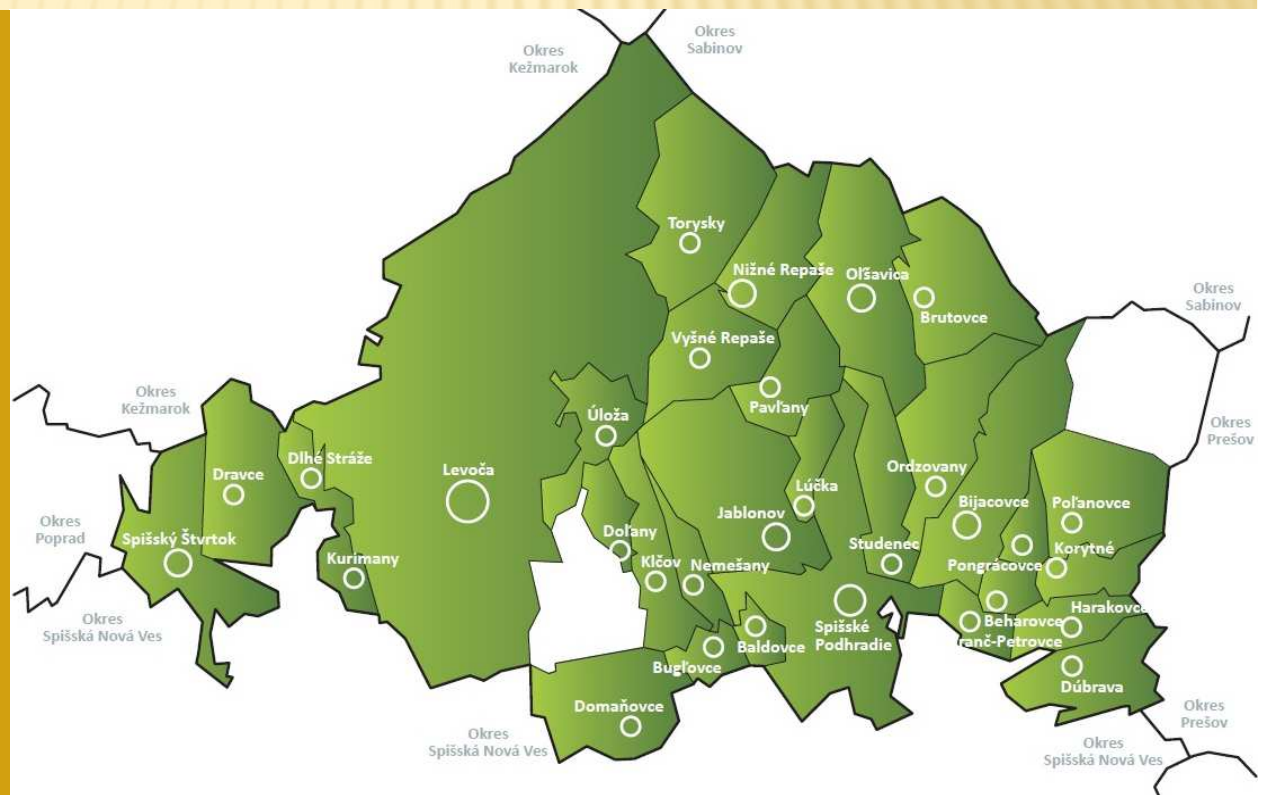 Okres
Sabinov
Okres
Kežmarok
Torysky
Nižné Repaše
Oľšavica
Okres
Sabinov
Brutovce
Vyšné Repaše
Okres
Kežmarok
Pavľany
Úloža
Okres
Prešov
Dlhé Stráže
Levoča
Dravce
Ordzovany
Lúčka
Bijacovce
Poľanovce
Jablonov
Okres
Poprad
Spišský Štvrtok
Doľany
Studenec
Korytné
Kurimany
Klčov
Nemešany
Pongrácovce
Harakovce
Okres
Spišská Nová Ves
Beharovce
Spišské
Podhradie
Baldovce
ranč-Petrovce
Bugľovce
Dúbrava
Domaňovce
Okres
Prešov
Okres
Spišská Nová Ves
Okres
Spišská Nová Ves